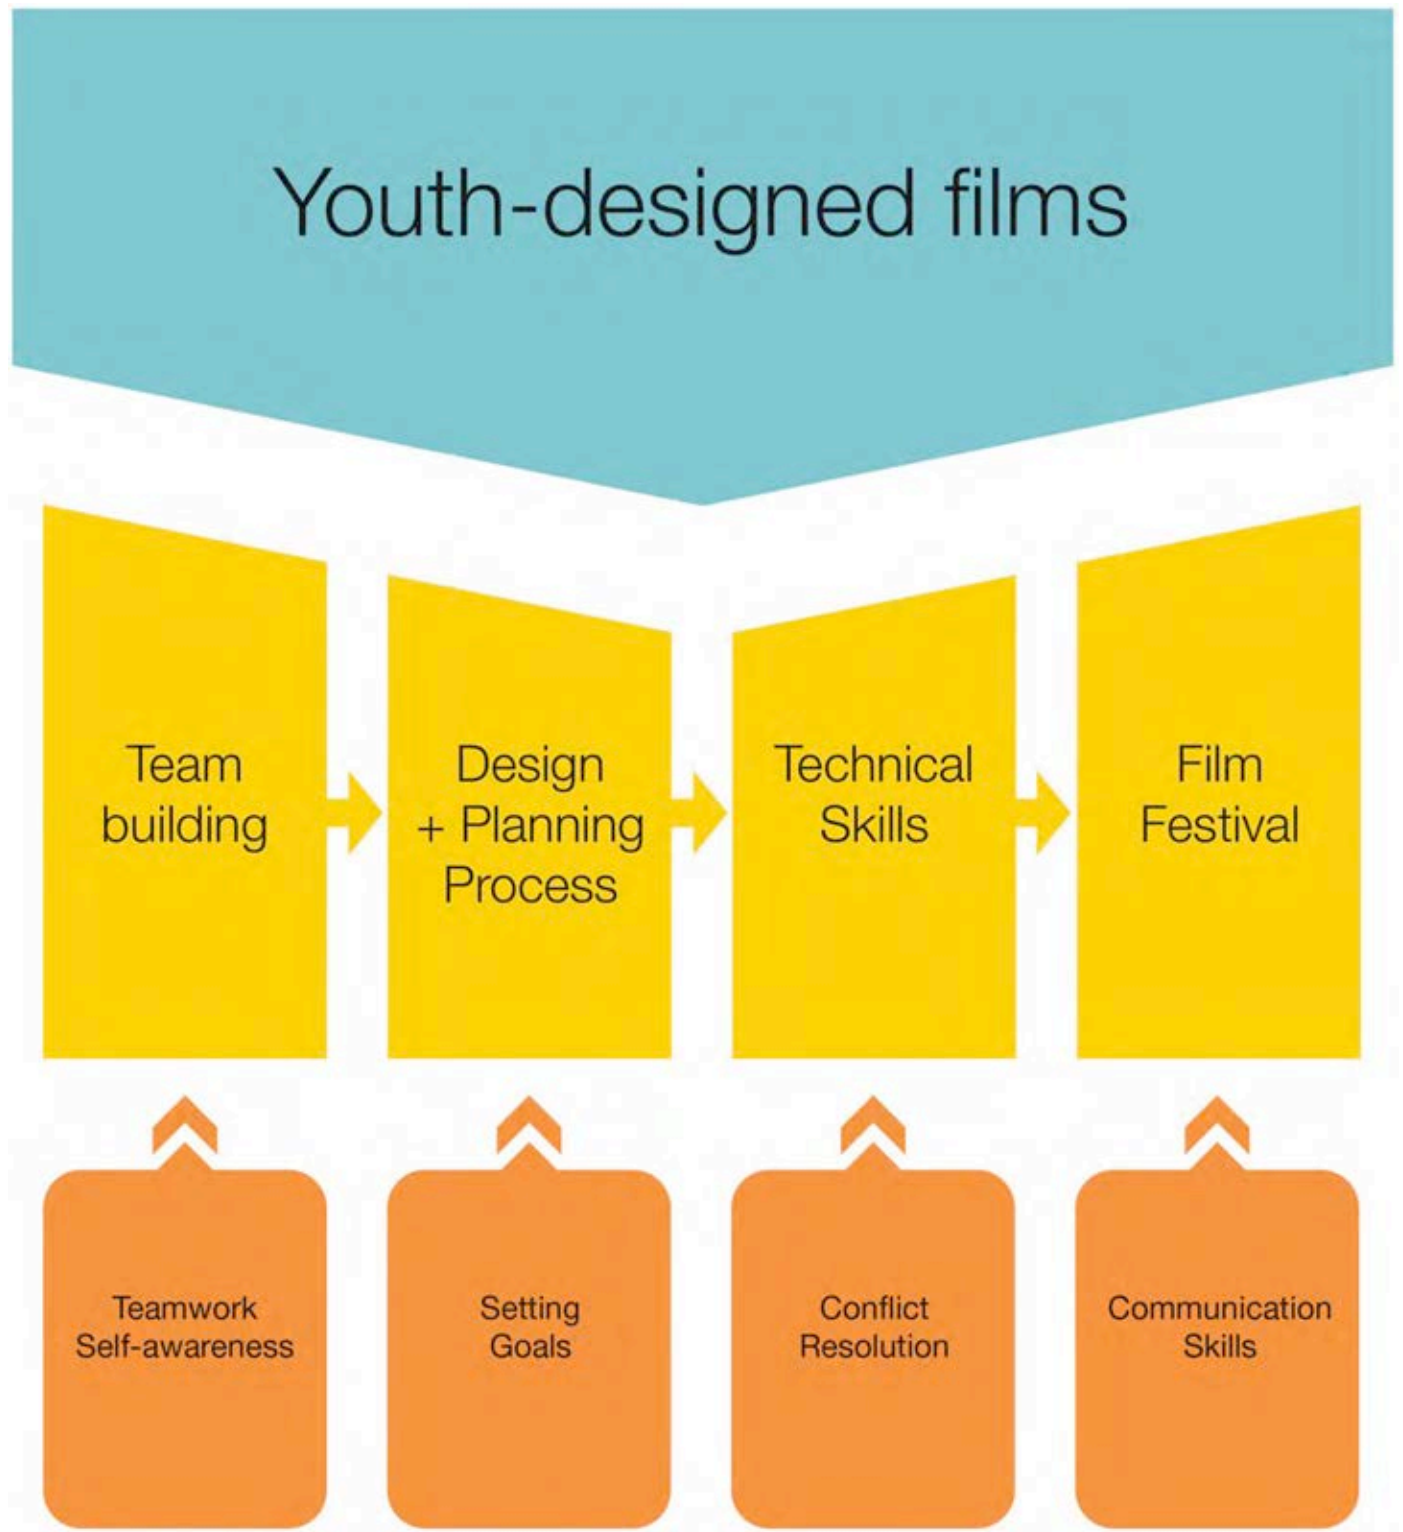 Youth-designed films
Team
building
Design
+ Planning
Process
Technical
Skills
Film
Festival
Teamwork
Self-awareness
Setting
Goals
Conflict
Resolution
Communication
Skills